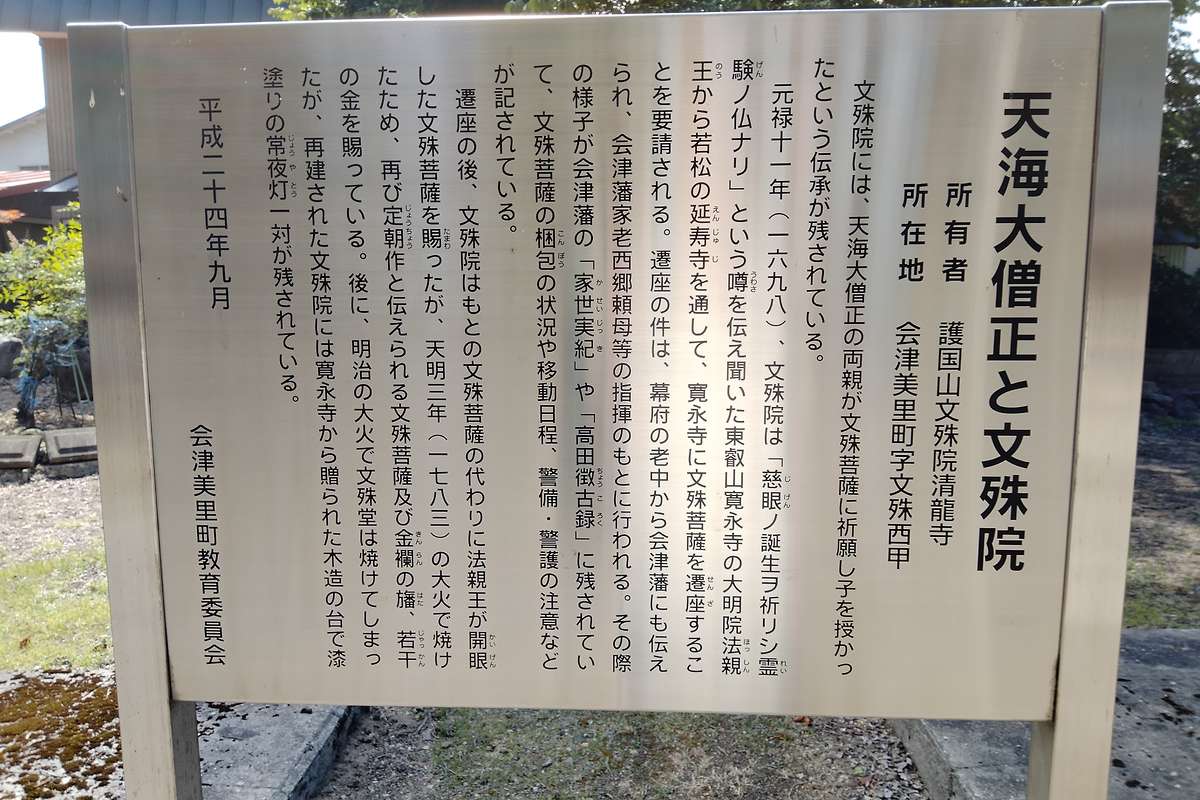 天海大僧正と文殊院
所有者　護国山文殊院清龍寺
所在地　会津美里町字文殊西甲
文殊院には、天海大僧正の両親が文殊菩薩に祈願し子を授かっ
たという伝承が残されている。
元禄十一年（一六九八）、文殊院は「慈眼ノ誕生ヲ祈リシ霊
験ノ仏ナリ」という噂を伝え聞いた東叡山寛永寺の大明院法親
王から若松の延寿寺を通して、寛永寺に文殊菩薩を遷座するこ
とを要請される。遷座の件は、幕府の老中から会津藩にも伝え
られ、会津藩家老西郷頼母等の指揮のもとに行われる。その際
の様子が会津藩の「家世実紀」や「高田徴古録」に残されてい
て、文殊菩薩の梱包の状況や移動日程、警備・警護の注意など
が記されている。
遷座の後、文殊院はもとの文殊菩薩の代わりに法親王が開眼
した文殊菩薩を賜ったが、天明三年（一七八三）の大火で焼け
たため、再び定朝作と伝えられる文殊菩薩及び金襴の旛、若干
の金を賜っている。後に、明治の大火で文殊堂は焼けてしまっ
たが、再建された文殊院には寛永寺から贈られた木造の台で漆
塗りの常夜灯一対が残されている。
平成二十四年九月
会津美里町教育委員会